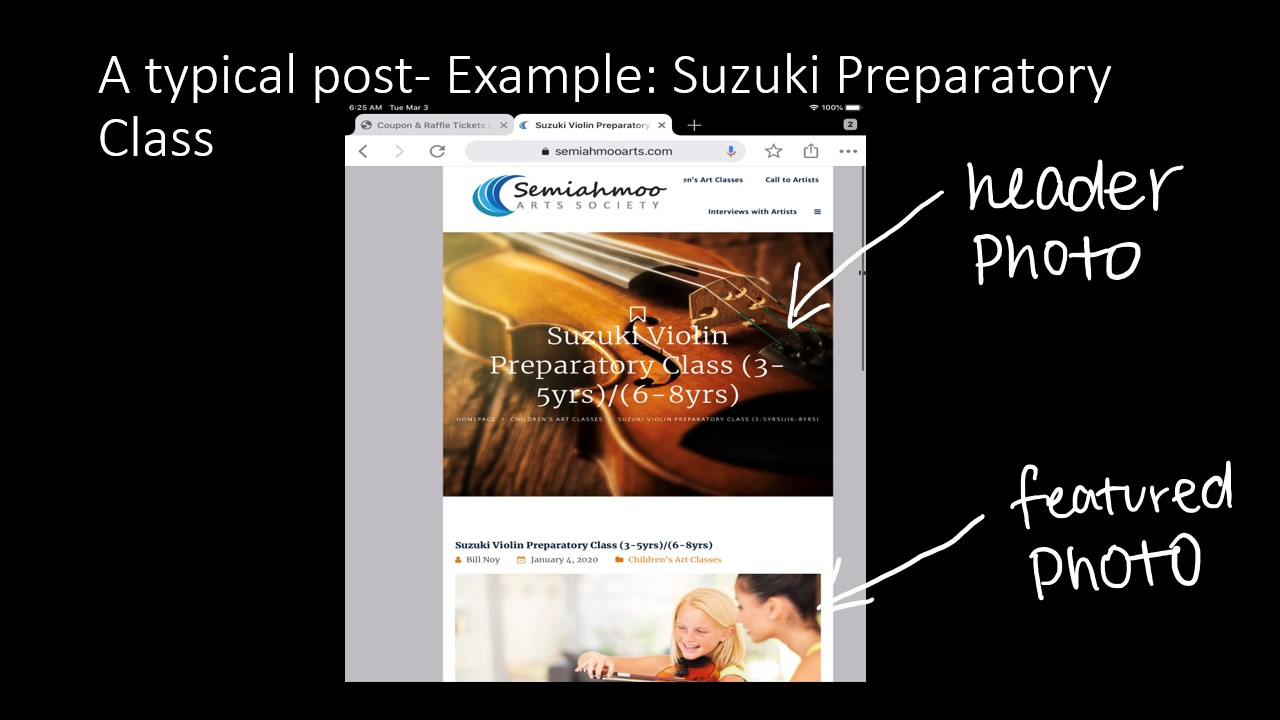 A typical post- Example: Suzuki Preparatory
Class
6:25 AM Tue Mar 3
100%
Coupon & Raffle Tickets
Suzuki Violin Preparatory
2
semiahmooarts.com
Semiahmoo
ARTS SOCIETY
en's Art Classes Call to Artists
Interviews with Artists
header
photo
Suzuki Violin
Preparatory Class (3-
5yrs)/(6-8yrs)
HOMEPAGE > CHILDREN'S ART CLASSES > SUZUKI VIOLIN PREPARATORY CLASS (3-5YRS)/(6-8YRS)
featured
photo
Suzuki Violin Preparatory Class (3-5yrs)/(6-8yrs)
Bill Noy January 4, 2020 Children's Art Classes